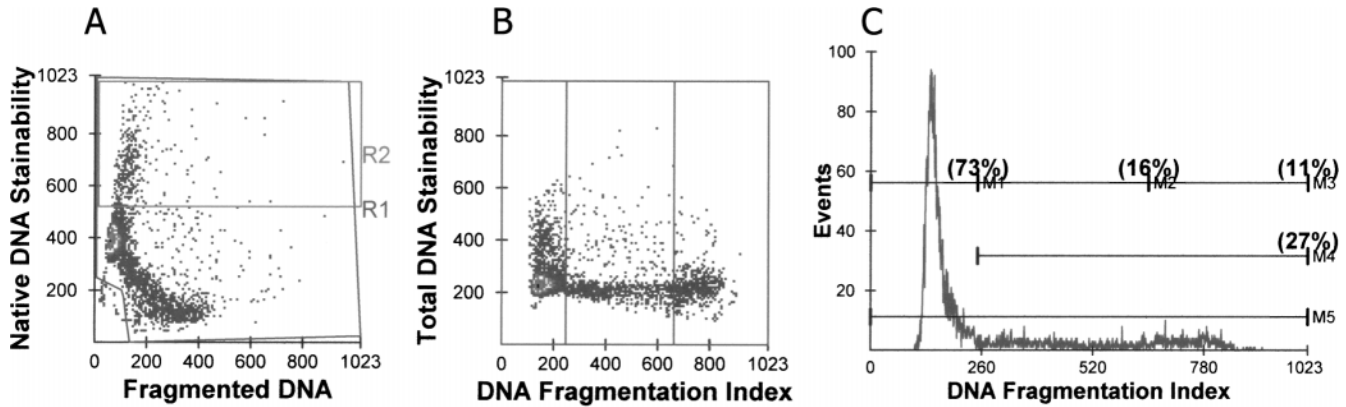 A
Native DNA Stainability
1023
800
600
400
200
0 200 400 600 800 1023
Fragmented DNA
R2
R1
B
Total DNA Stainability
1023
800
600
400
200
0 200 400 600 800 1023
DNA Fragmentation Index
C
Events
100
80
60
40
20
0 260 520 780 1023
DNA Fragmentation Index
(73%) (16%) (11%)
M1 M2 M3
(27%)
M4
M5